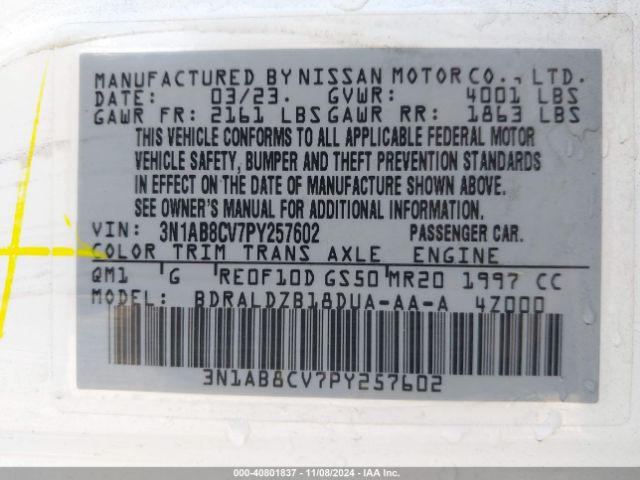 MANUFACTURED BY NISSAN MOTOR CO., LTD.
DATE: 03/23. GVWR: 4001 LBS
GAWR FR: 2161 LBS GAWR RR: 1863 LBS
THIS VEHICLE CONFORMS TO ALL APPLICABLE FEDERAL MOTOR
VEHICLE SAFETY, BUMPER AND THEFT PREVENTION STANDARDS
IN EFFECT ON THE DATE OF MANUFACTURE SHOWN ABOVE.
SEE OWNER'S MANUAL FOR ADDITIONAL INFORMATION.
VIN: 3N1AB8CV7PY257602 PASSENGER CAR.
COLOR TRIM TRANS AXLE ENGINE
QM1 G RE0F10D GS50 MR20 1997 CC
MODEL: BDRALDZB18DUA-AA-A 4Z000
3N1AB8CV7PY257602
000-40801837 - 11/08/2024 - IAA Inc.